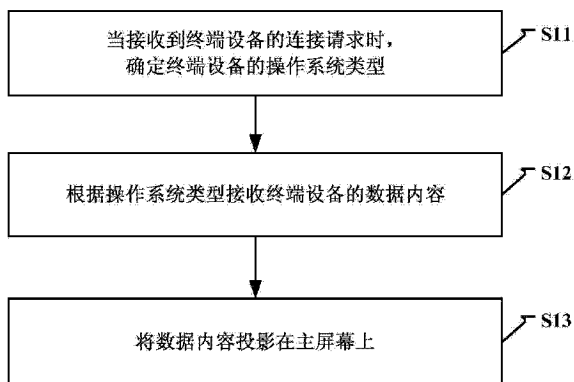 当接收到终端设备的连接请求时，
确定终端设备的操作系统类型
S11
根据操作系统类型接收终端设备的数据内容
S12
将数据内容投影在主屏幕上
S13